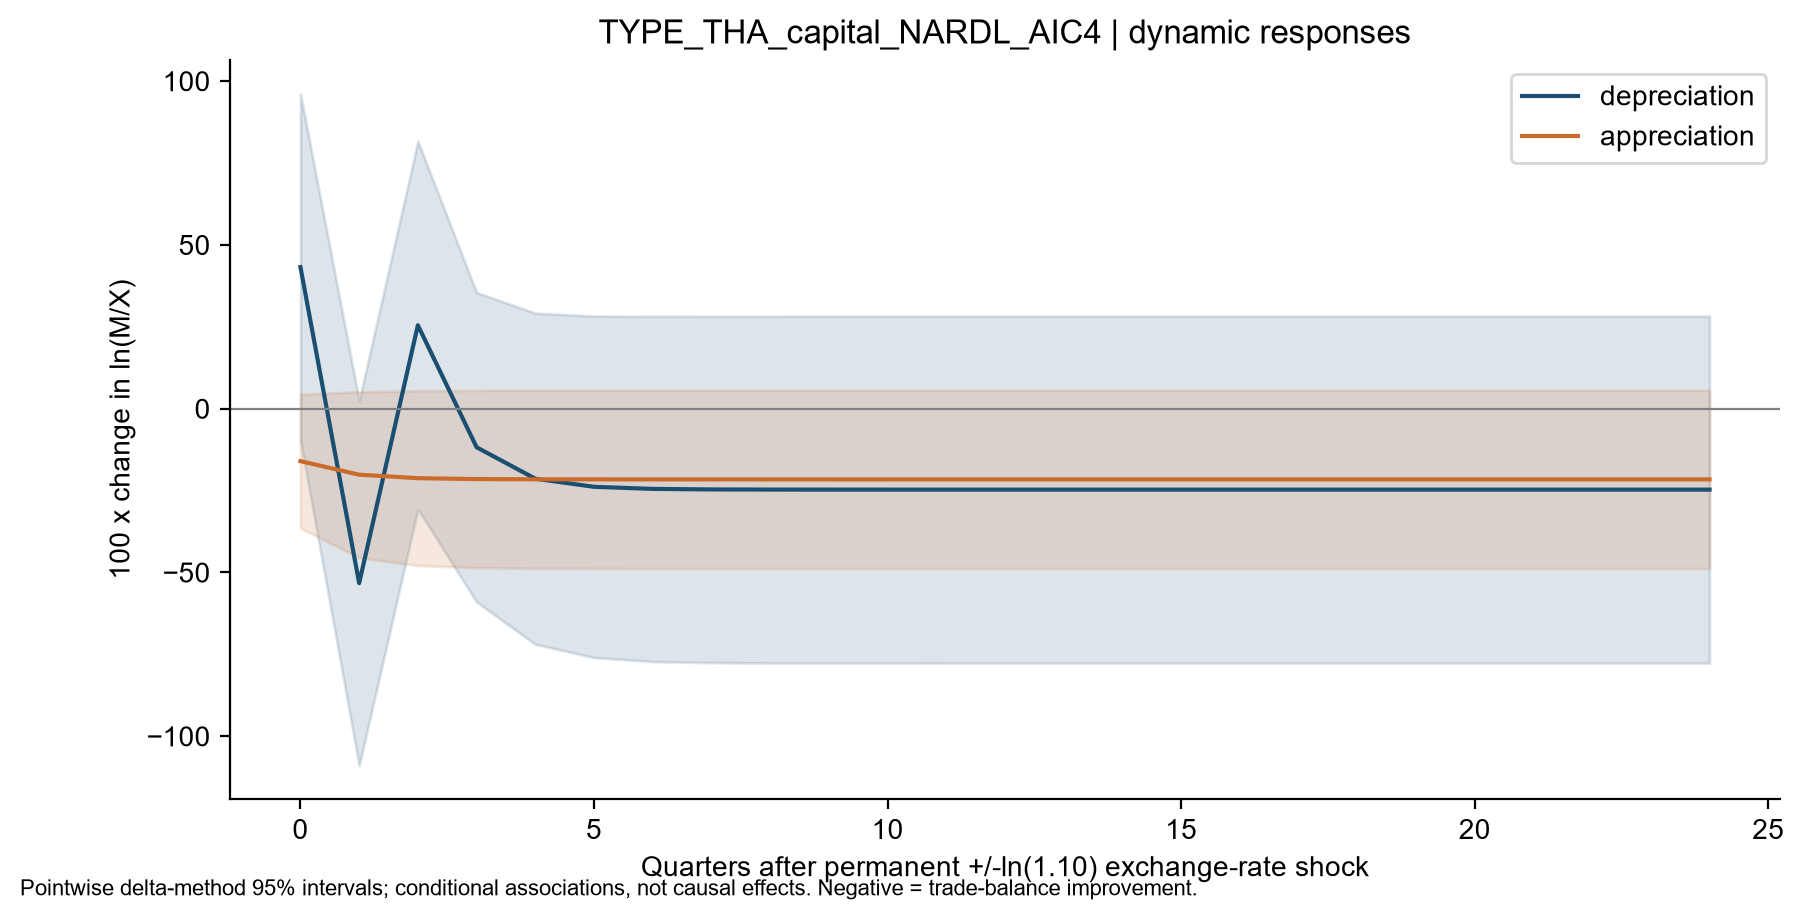 TYPE_THA_capital_NARDL_AIC4 | dynamic responses
depreciation
appreciation
100 x change in ln(M/X)
100
50
0
−50
−100
0
5
10
15
20
25
Quarters after permanent +/-ln(1.10) exchange-rate shock
Pointwise delta-method 95% intervals; conditional associations, not causal effects. Negative = trade-balance improvement.